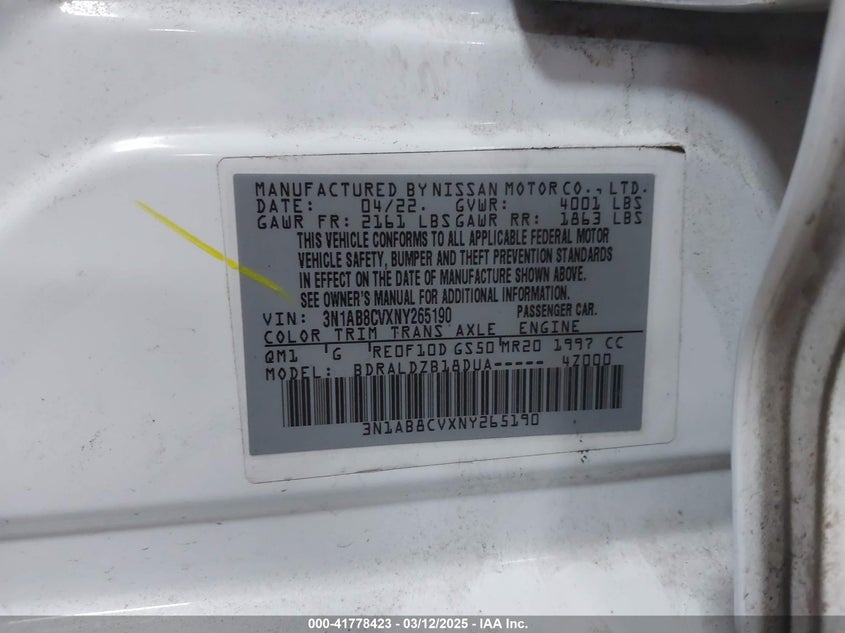 MANUFACTURED BY NISSAN MOTOR CO., LTD.
DATE: 04/22. GVWR: 4001 LBS
GAWR FR: 2161 LBS GAWR RR: 1863 LBS
THIS VEHICLE CONFORMS TO ALL APPLICABLE FEDERAL MOTOR
VEHICLE SAFETY, BUMPER AND THEFT PREVENTION STANDARDS
IN EFFECT ON THE DATE OF MANUFACTURE SHOWN ABOVE.
SEE OWNER'S MANUAL FOR ADDITIONAL INFORMATION.
VIN: 3N1AB8CVXNY265190 PASSENGER CAR.
COLOR TRIM TRANS AXLE ENGINE
QM1 G RE0F10D GS50 MR20 1997 CC
MODEL: BDRALDZB18DUA----- 4Z000
3N1AB8CVXNY265190
000-41778423 - 03/12/2025 - IAA Inc.